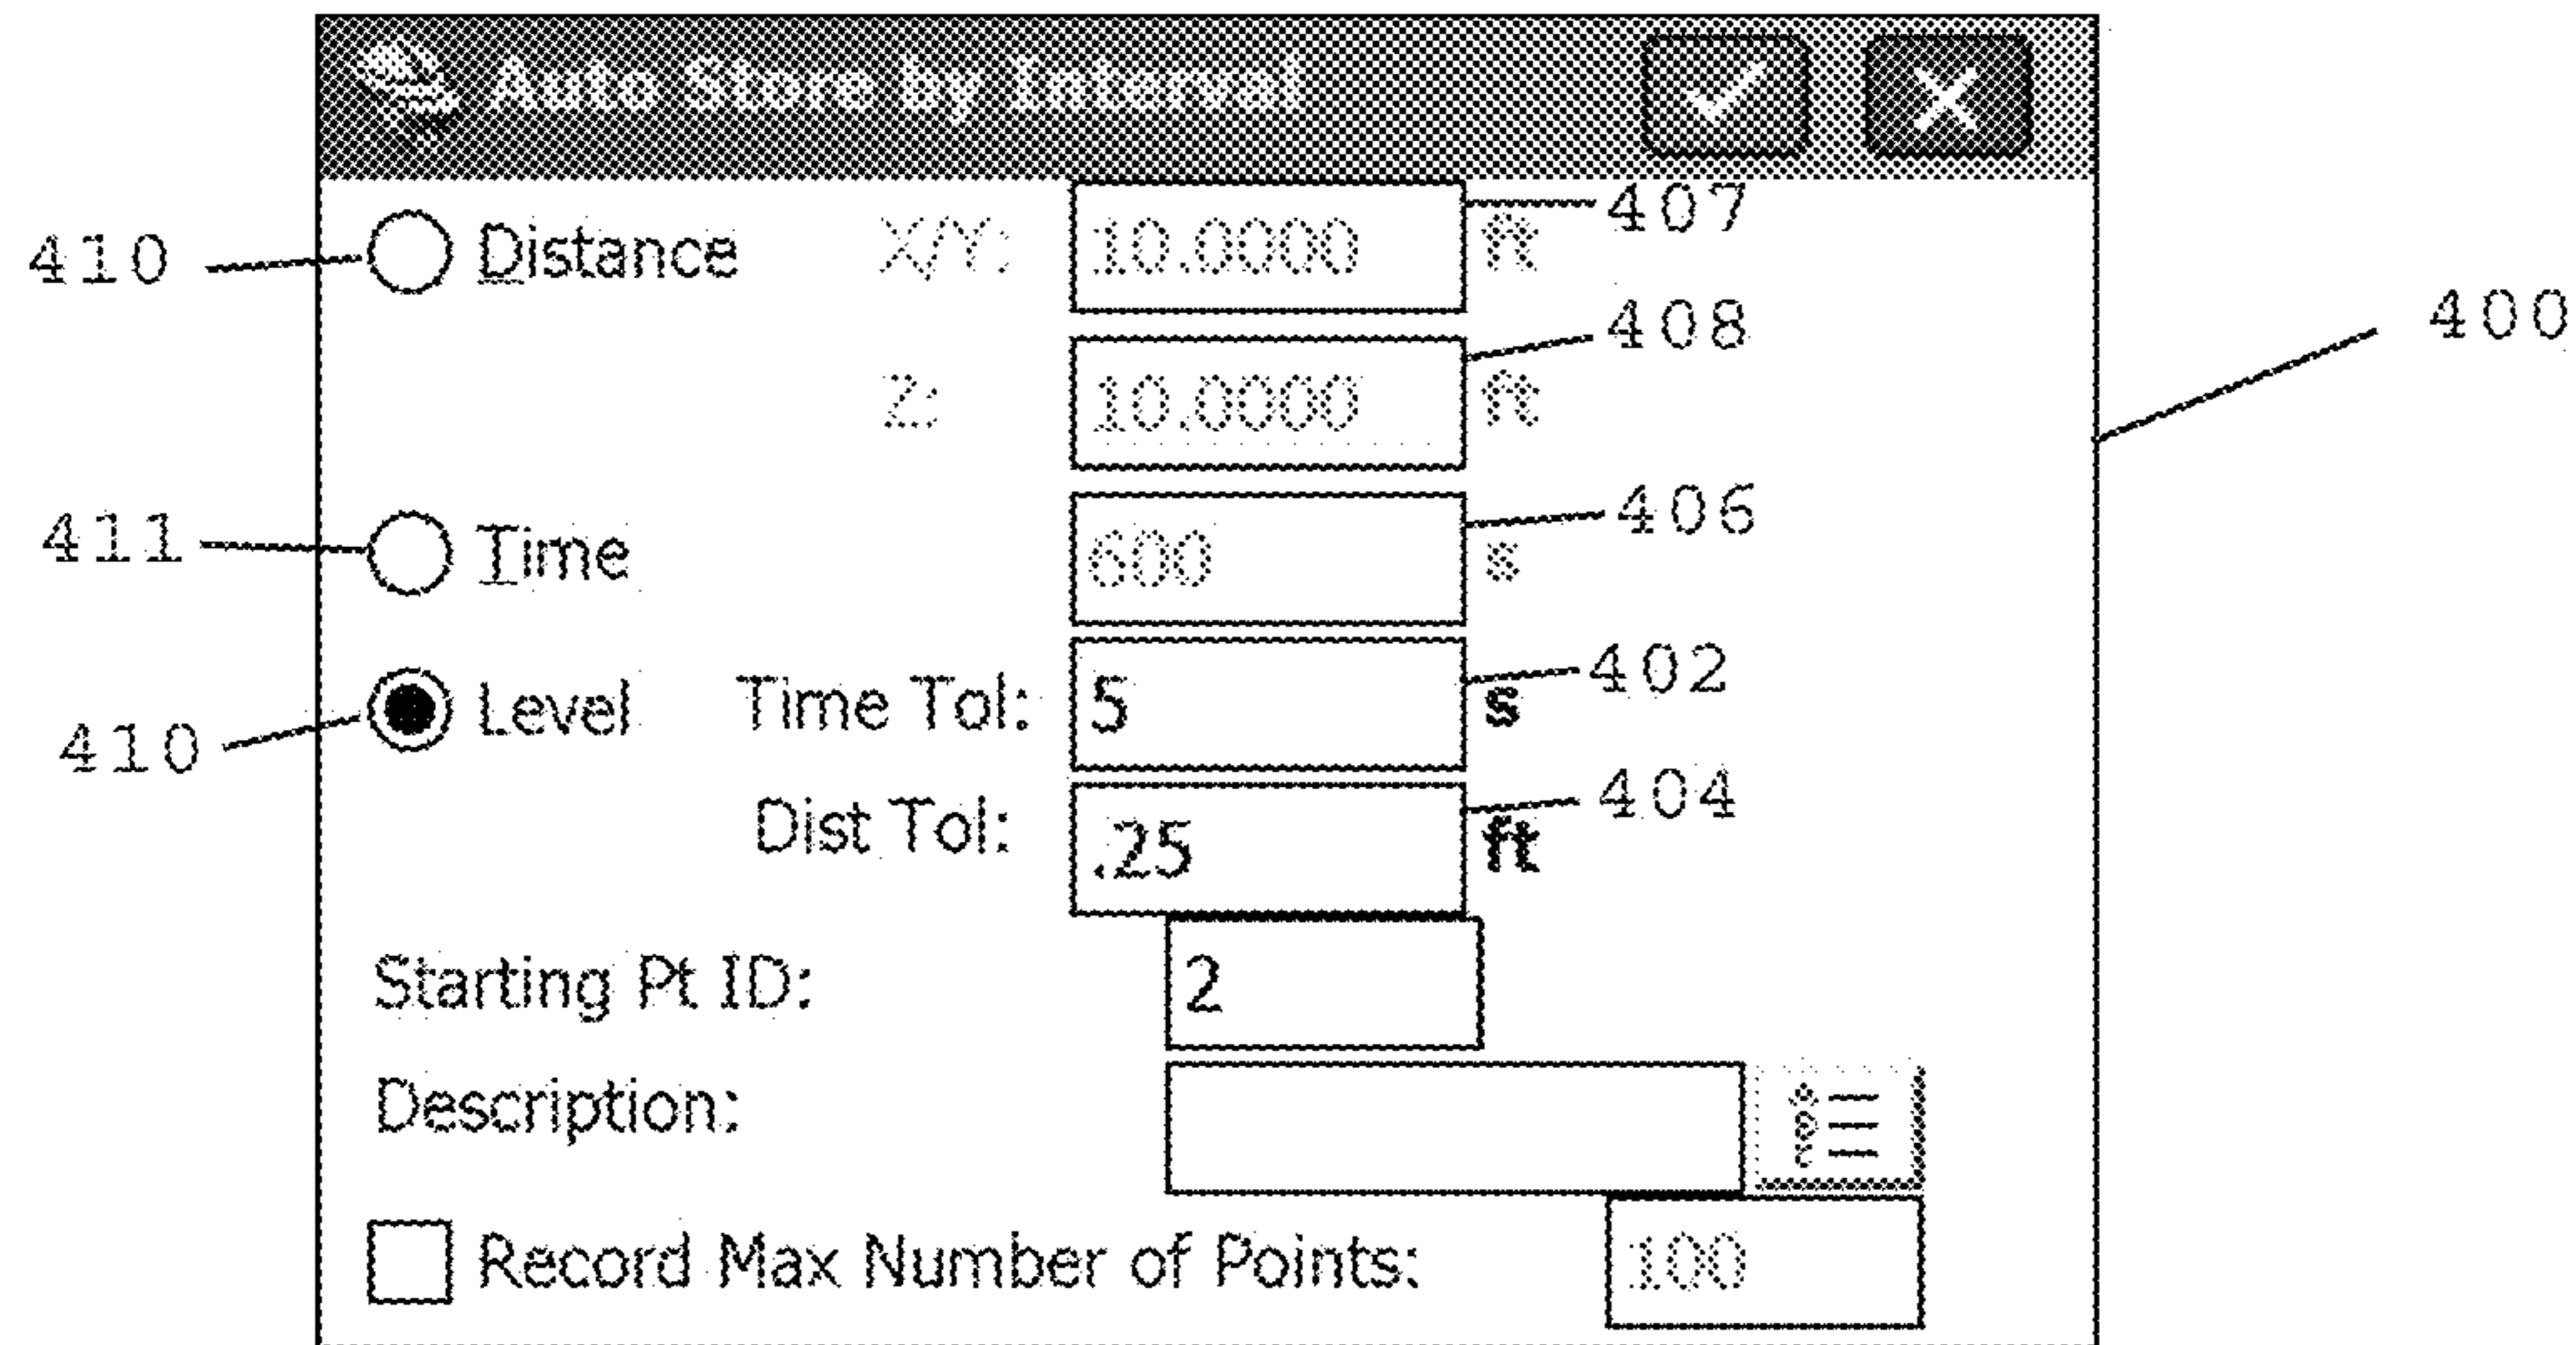 Auto Store by Interval
410 Distance X/Y: 10.0000 ft 407
Z: 10.0000 ft 408
400
411 Time 600 s 406
410 Level Time Tol: 5 s 402
Dist Tol: .25 ft 404
Starting Pt ID: 2
Description:
Record Max Number of Points: 100